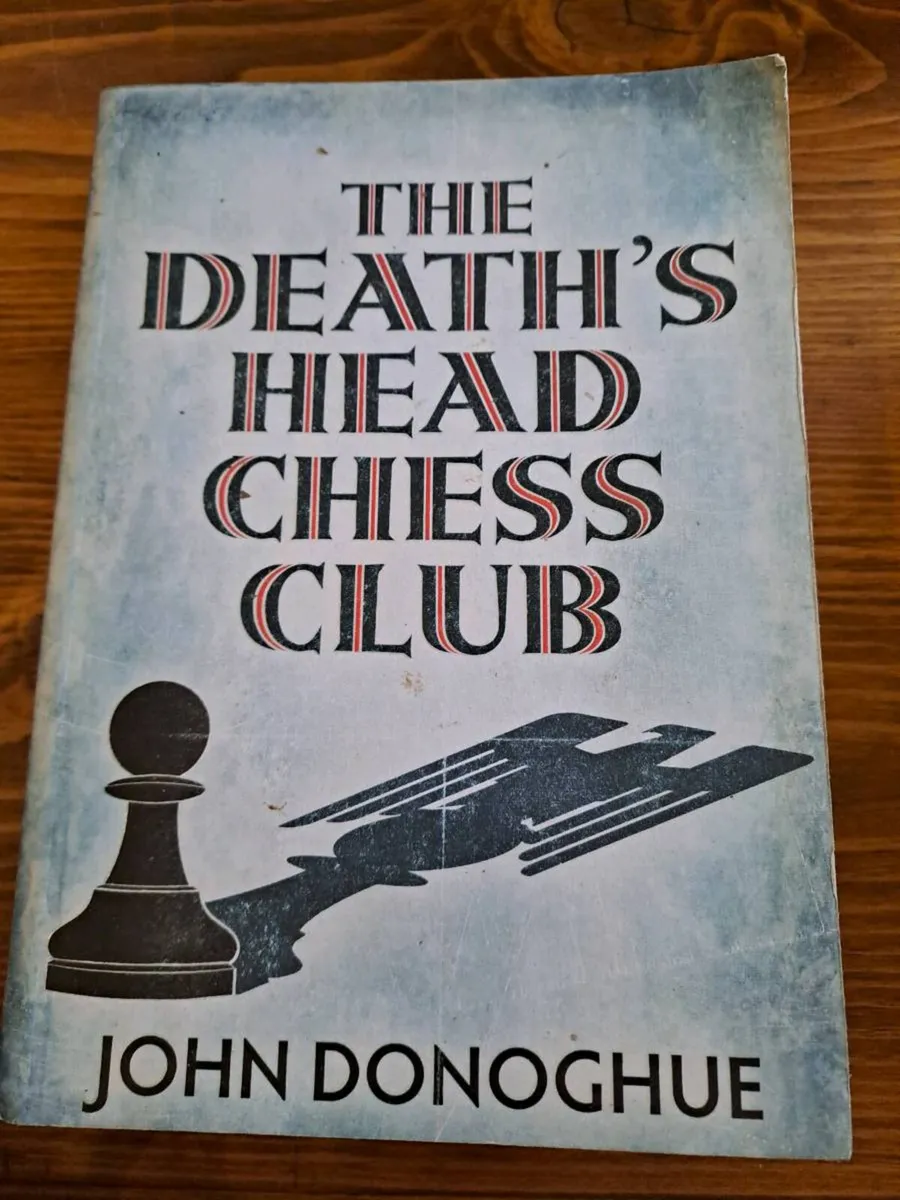 THE
DEATH'S
HEAD
CHESS
CLUB
JOHN DONOGHUE